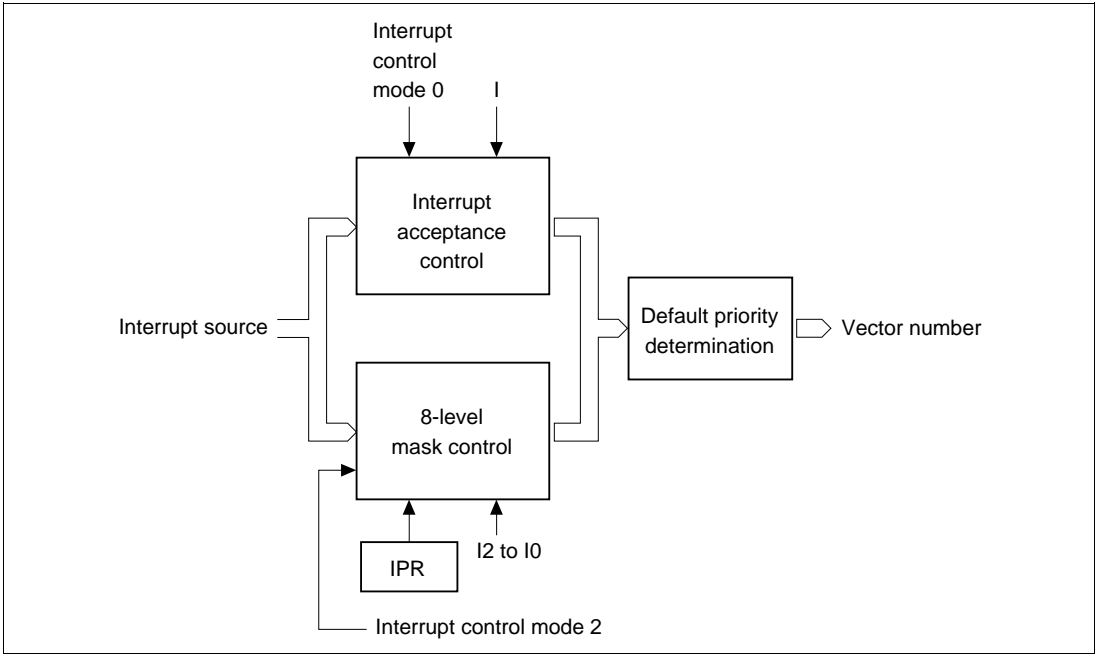 Interrupt
control
mode 0
I
Interrupt
acceptance
control
Interrupt source
Default priority
determination
Vector number
8-level
mask control
I2 to I0
IPR
Interrupt control mode 2